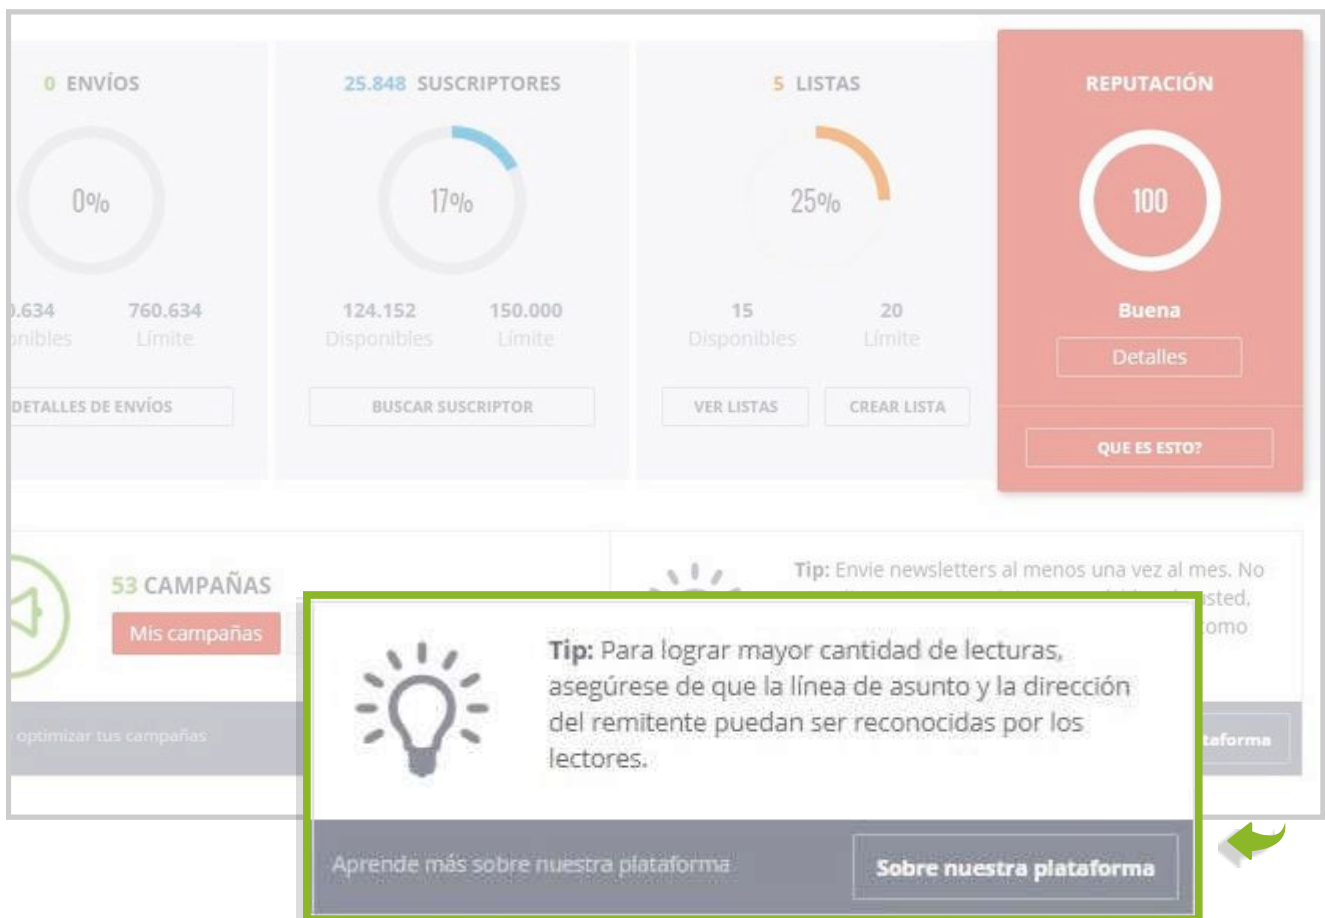 0 ENVÍOS
0%
.634 760.634
Límite
DETALLES DE ENVÍOS
25.848 SUSCRIPTORES
17%
124.152 150.000
Disponibles Límite
BUSCAR SUSCRIPTOR
5 LISTAS
25%
15 20
Disponibles Límite
VER LISTAS CREAR LISTA
REPUTACIÓN
100
Buena
Detalles
QUE ES ESTO?
53 CAMPAÑAS
Mis campañas
optimizar tus campañas
Tip: Envie newsletters al menos una vez al mes. No
usted,
como
Tip: Para lograr mayor cantidad de lecturas,
asegúrese de que la línea de asunto y la dirección
del remitente puedan ser reconocidas por los
lectores.
Aprende más sobre nuestra plataforma
Sobre nuestra plataforma